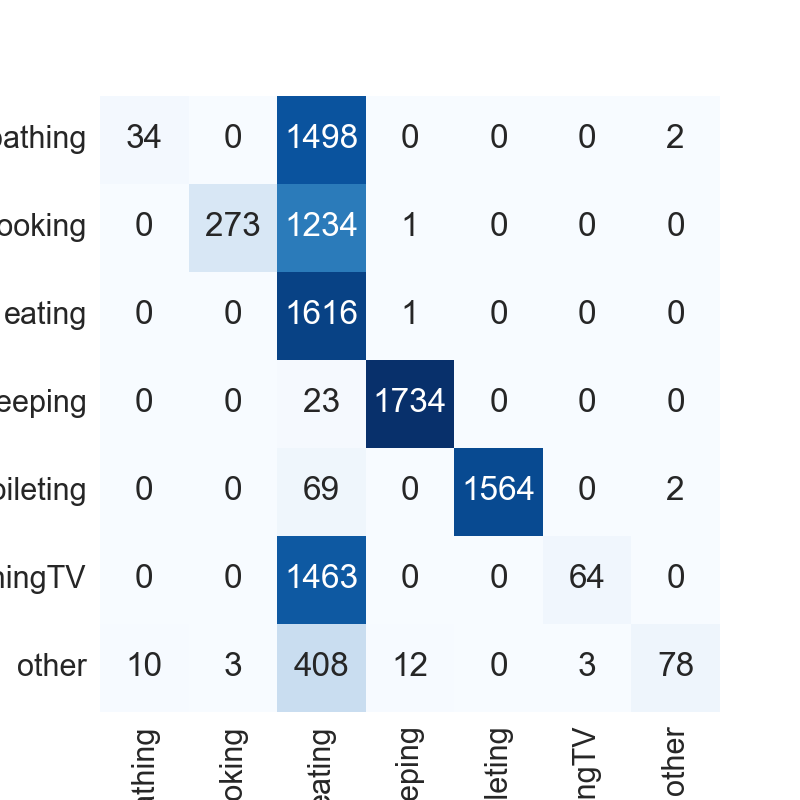 bathing 34 0 1498 0 0 0 2
ooking 0 273 1234 1 0 0 0
eating 0 0 1616 1 0 0 0
eeping 0 0 23 1734 0 0 0
oileting 0 0 69 0 1564 0 2
hingTV 0 0 1463 0 0 64 0
other 10 3 408 12 0 3 78
athing
oking
eating
eping
leting
ngTV
other